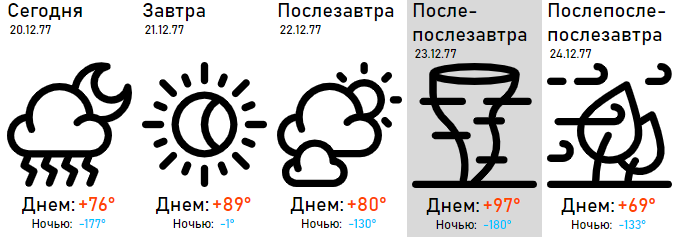 Сегодня
20.12.77
Днем: +76°
Ночью: -177°
Завтра
21.12.77
Днем: +89°
Ночью: -1°
Послезавтра
22.12.77
Днем: +80°
Ночью: -130°
После-
послезавтра
23.12.77
Днем: +97°
Ночью: -180°
Послепосле-
послезавтра
24.12.77
Днем: +69°
Ночью: -133°